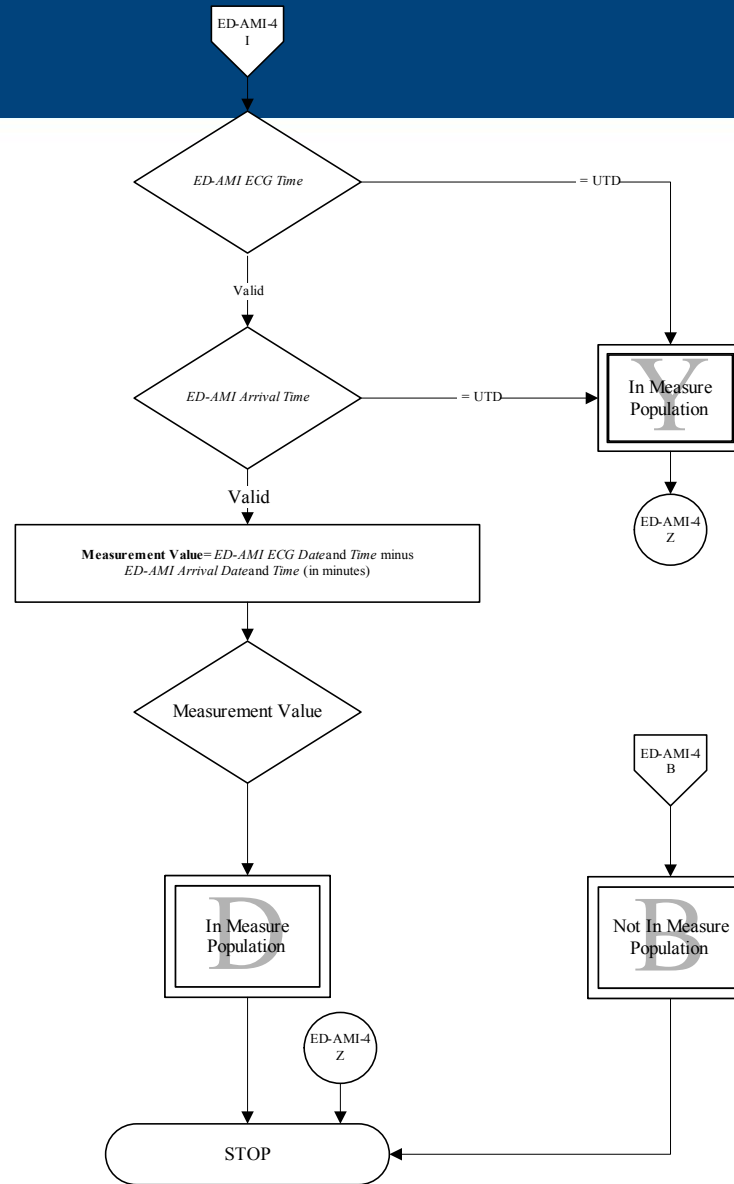 ED-AMI-4
I
ED-AMI ECG Time
= UTD
Valid
ED-AMI Arrival Time
= UTD
Y
In Measure
Population
Valid
ED-AMI-4
Z
Measurement Value= ED-AMI ECG Dateand Time minus
ED-AMI Arrival Dateand Time (in minutes)
Measurement Value
ED-AMI-4
B
D
In Measure
Population
B
Not In Measure
Population
ED-AMI-4
Z
STOP